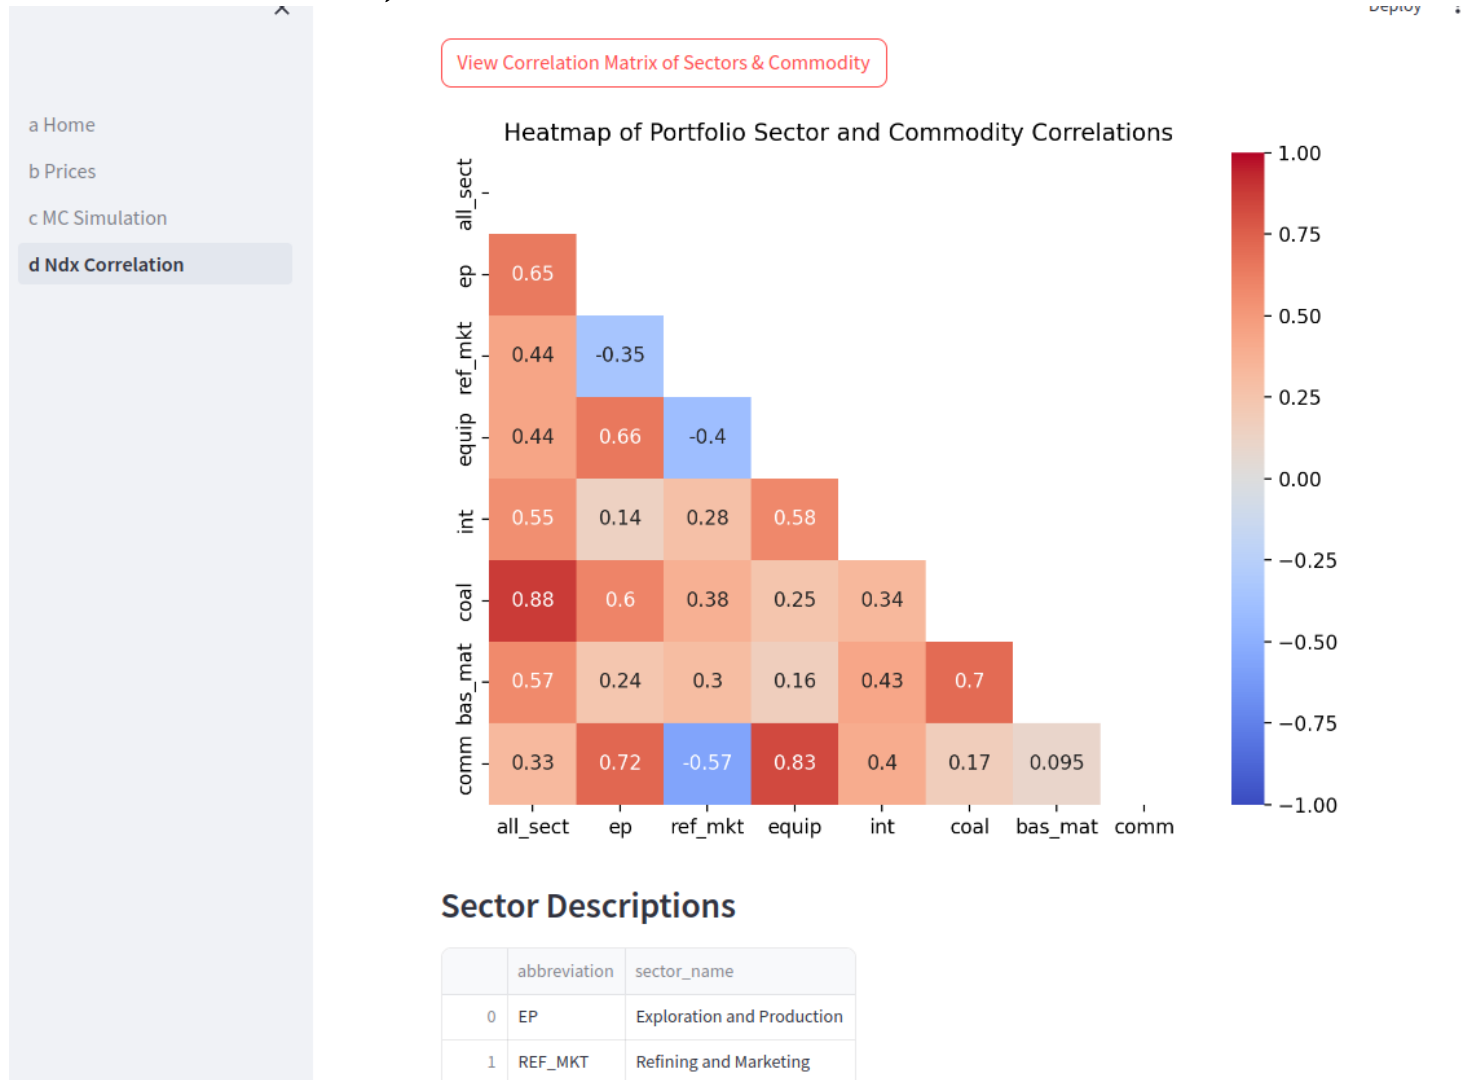 Deploy
View Correlation Matrix of Sectors & Commodity
a Home
b Prices
c MC Simulation
d Ndx Correlation
Heatmap of Portfolio Sector and Commodity Correlations
all_sect
ep 0.65
ref_mkt 0.44 -0.35
equip 0.44 0.66 -0.4
int 0.55 0.14 0.28 0.58
coal 0.88 0.6 0.38 0.25 0.34
bas_mat 0.57 0.24 0.3 0.16 0.43 0.7
comm 0.33 0.72 -0.57 0.83 0.4 0.17 0.095
all_sect ep ref_mkt equip int coal bas_mat comm
1.00
0.75
0.50
0.25
0.00
−0.25
−0.50
−0.75
−1.00
Sector Descriptions
abbreviation sector_name
0 EP Exploration and Production
1 REF_MKT Refining and Marketing